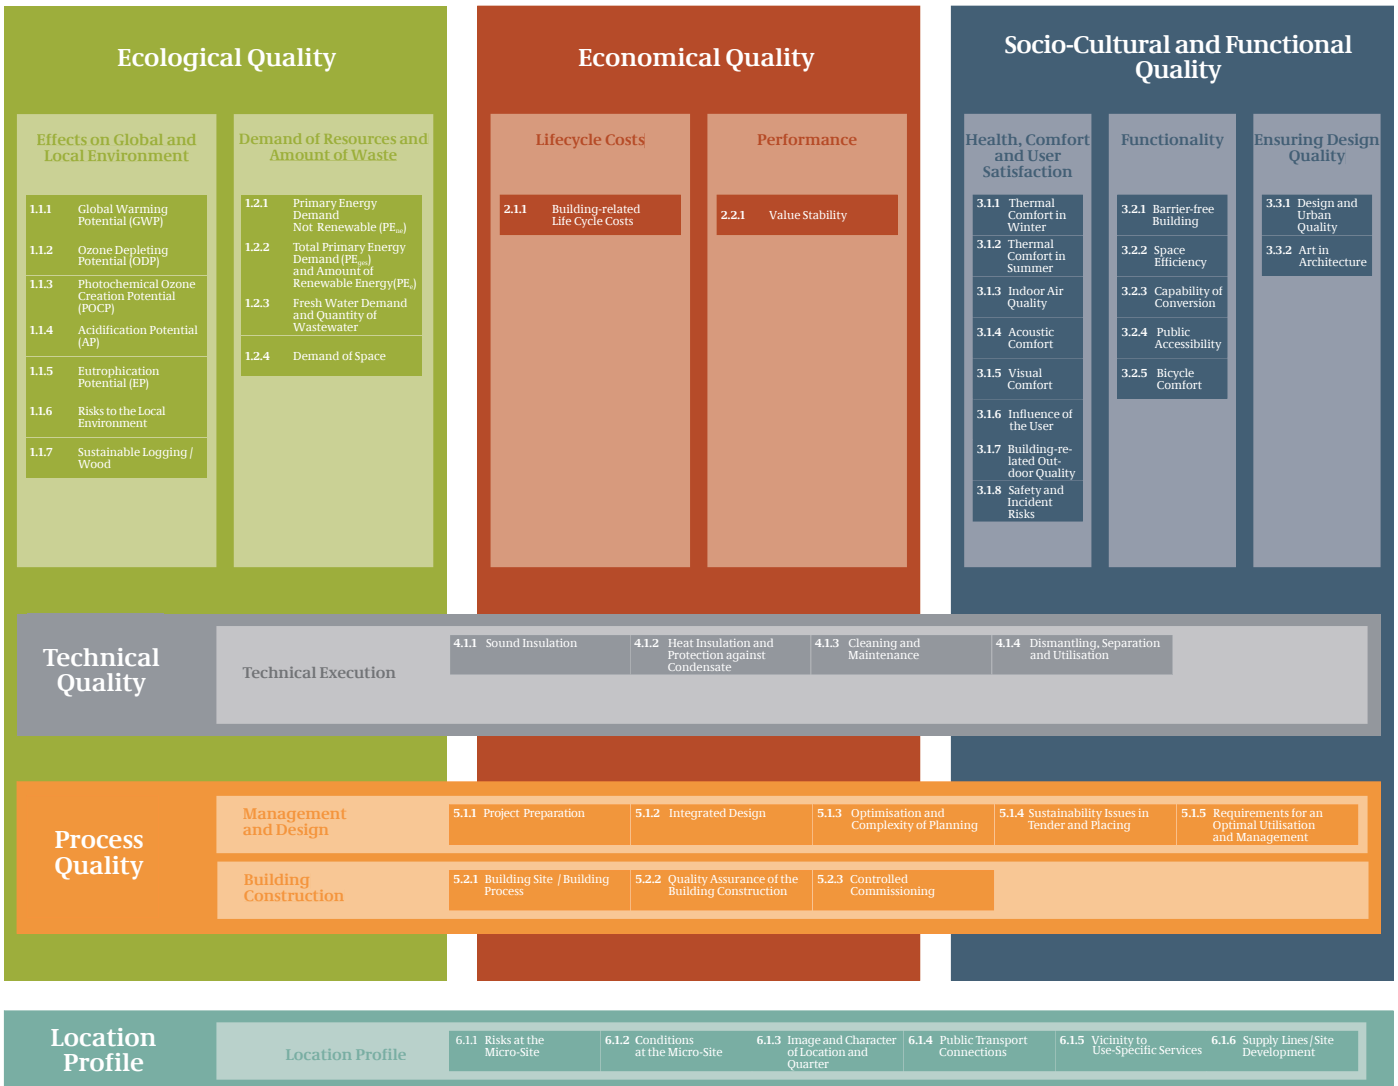 Ecological Quality
Effects on Global and
Local Environment
1.1.1 Global Warming
Potential (GWP)
1.1.2 Ozone Depleting
Potential (ODP)
1.1.3 Photochemical Ozone
Creation Potential
(POCP)
1.1.4 Acidification Potential
(AP)
1.1.5 Eutrophication
Potential (EP)
1.1.6 Risks to the Local
Environment
1.1.7 Sustainable Logging /
Wood
Demand of Resources and
Amount of Waste
1.2.1 Primary Energy
Demand
Not Renewable (PEne)
1.2.2 Total Primary Energy
Demand (PEges)
and Amount of
Renewable Energy(PEe)
1.2.3 Fresh Water Demand
and Quantity of
Wastewater
1.2.4 Demand of Space
Economical Quality
Lifecycle Costs
2.1.1 Building-related
Life Cycle Costs
Performance
2.2.1 Value Stability
Socio-Cultural and Functional
Quality
Health, Comfort
and User
Satisfaction
3.1.1 Thermal
Comfort in
Winter
3.1.2 Thermal
Comfort in
Summer
3.1.3 Indoor Air
Quality
3.1.4 Acoustic
Comfort
3.1.5 Visual
Comfort
3.1.6 Influence of
the User
3.1.7 Building-re-
lated Out-
door Quality
3.1.8 Safety and
Incident
Risks
Functionality
3.2.1 Barrier-free
Building
3.2.2 Space
Efficiency
3.2.3 Capability of
Conversion
3.2.4 Public
Accessibility
3.2.5 Bicycle
Comfort
Ensuring Design
Quality
3.3.1 Design and
Urban
Quality
3.3.2 Art in
Architecture
Technical
Quality
Technical Execution
4.1.1 Sound Insulation
4.1.2 Heat Insulation and
Protection against
Condensate
4.1.3 Cleaning and
Maintenance
4.1.4 Dismantling, Separation
and Utilisation
Process
Quality
Management
and Design
5.1.1 Project Preparation
5.1.2 Integrated Design
5.1.3 Optimisation and
Complexity of Planning
5.1.4 Sustainability Issues in
Tender and Placing
5.1.5 Requirements for an
Optimal Utilisation
and Management
Building
Construction
5.2.1 Building Site / Building
Process
5.2.2 Quality Assurance of the
Building Construction
5.2.3 Controlled
Commissioning
Location
Profile
Location Profile
6.1.1 Risks at the
Micro-Site
6.1.2 Conditions
at the Micro-Site
6.1.3 Image and Character
of Location and
Quarter
6.1.4 Public Transport
Connections
6.1.5 Vicinity to
Use-Specific Services
6.1.6 Supply Lines/Site
Development